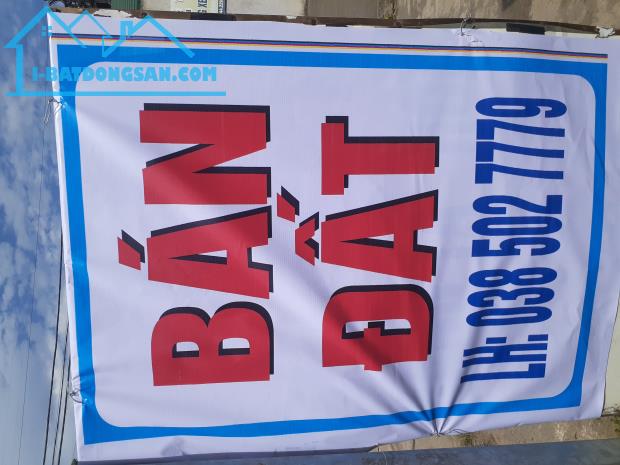 I-BATDONGSAN.COM
BÁN
ĐẤT
LH: 038 502 7779